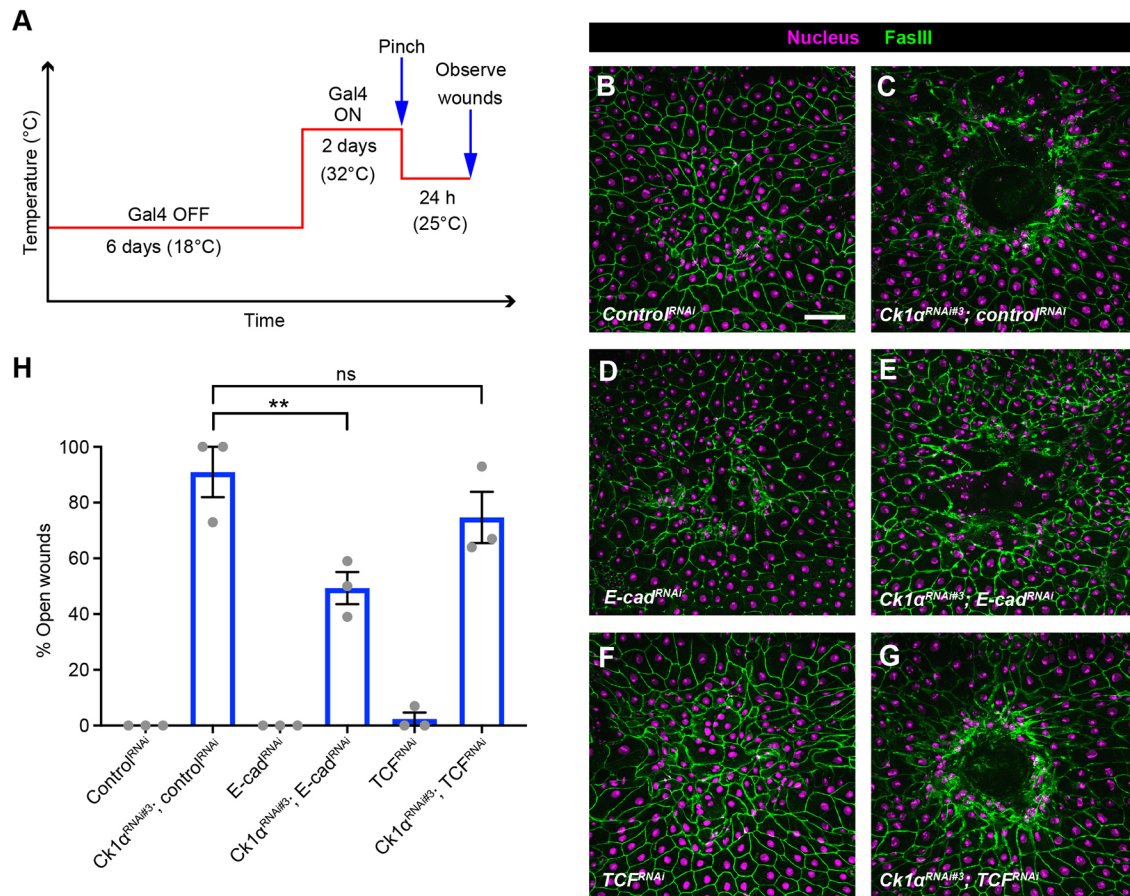 A
Temperature (°C)
Pinch
Observe
wounds
Gal4
ON
2 days
(32°C)
Gal4 OFF
6 days (18°C)
24 h
(25°C)
Time
Nucleus FasIII
B
Control^RNAi
C
Ck1α^RNAi#3; control^RNAi
D
E-cad^RNAi
E
Ck1α^RNAi#3; E-cad^RNAi
F
TCF^RNAi
G
Ck1α^RNAi#3; TCF^RNAi
H
ns
**
% Open wounds
100
80
60
40
20
0
Control^RNAi
Ck1α^RNAi#3; control^RNAi
E-cad^RNAi
Ck1α^RNAi#3; E-cad^RNAi
TCF^RNAi
Ck1α^RNAi#3; TCF^RNAi